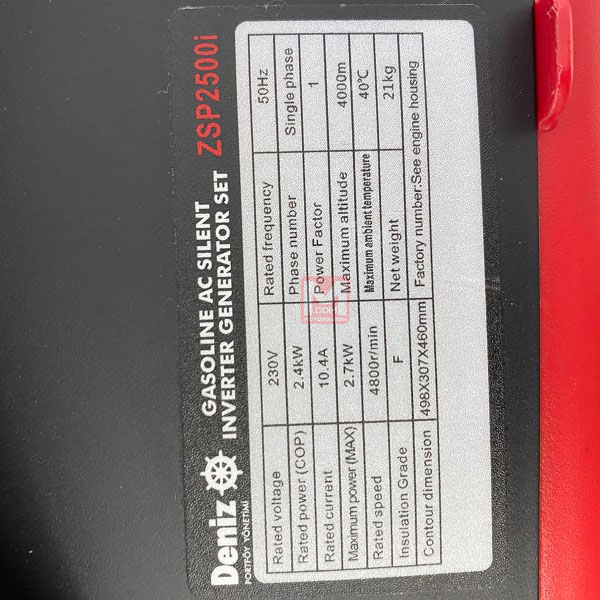 Deniz
PORTFÖY YÖNETİMİ
GASOLINE AC SILENT
INVERTER GENERATOR SET
ZSP2500i
Rated voltage 230V Rated frequency 50Hz
Rated power (COP) 2.4kW Phase number Single phase
Rated current 10.4A Power Factor 1
Maximum power (MAX) 2.7kW Maximum altitude 4000m
Rated speed 4800r/min Maximum ambient temperature 40℃
Insulation Grade F Net weight 21kg
Contour dimension 498X307X460mm Factory number:See engine housing